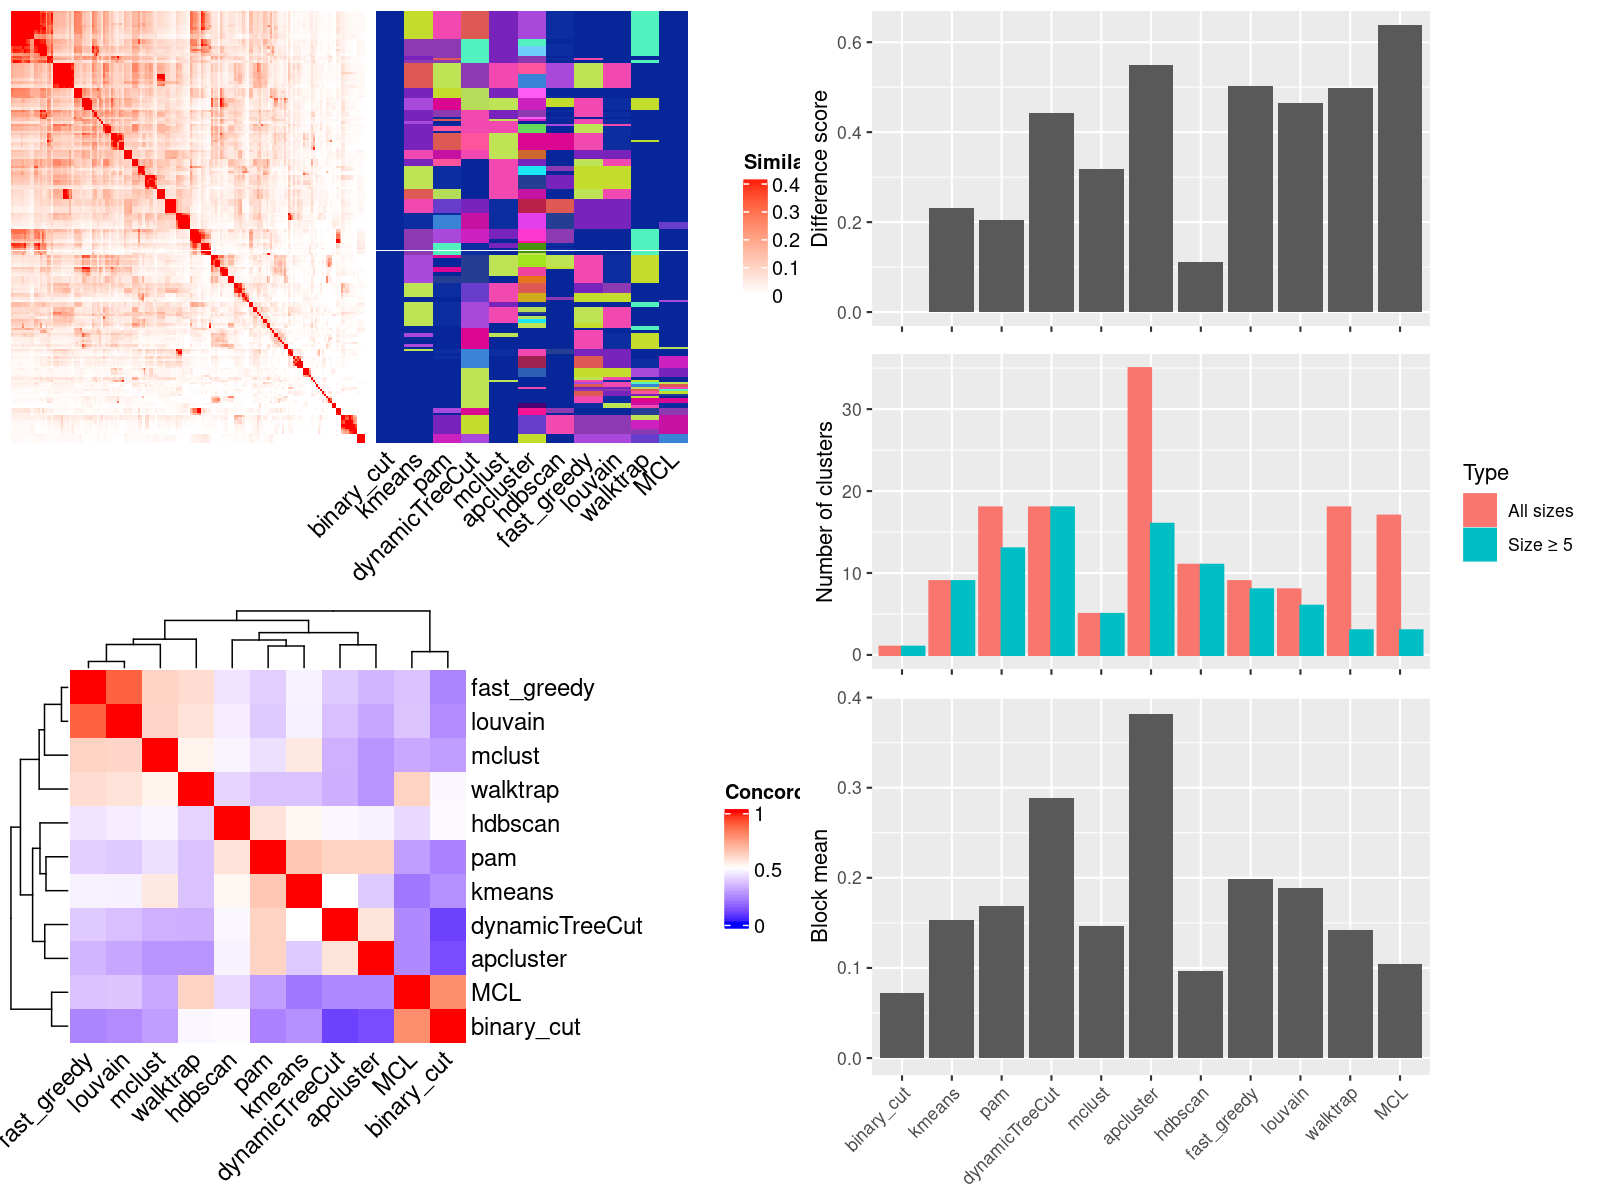 Simila
0.4
0.3
0.2
0.1
0
binary_cut
kmeans
pam
dynamicTreeCut
mclust
apcluster
hdbscan
fast_greedy
louvain
walktrap
MCL
Difference score
0.6
0.4
0.2
0.0
Number of clusters
30
20
10
0
Type
All sizes
Size ≥ 5
fast_greedy
louvain
mclust
walktrap
hdbscan
pam
kmeans
dynamicTreeCut
apcluster
MCL
binary_cut
fast_greedy
louvain
mclust
walktrap
hdbscan
pam
kmeans
dynamicTreeCut
apcluster
MCL
binary_cut
Concord
1
0.5
0
Block mean
0.4
0.3
0.2
0.1
0.0
binary_cut
kmeans
pam
dynamicTreeCut
mclust
apcluster
hdbscan
fast_greedy
louvain
walktrap
MCL